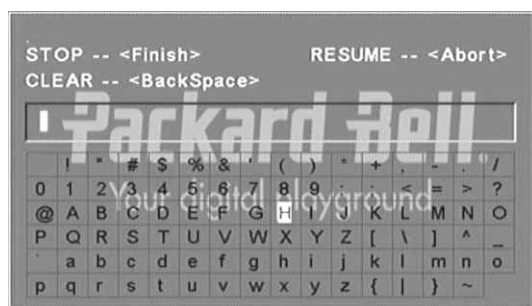 STOP -- <Finish> RESUME -- <Abort>
CLEAR -- <BackSpace>
Packard Bell.
Your digital playground
! " # $ % & ' ( ) * + , - . /
0 1 2 3 4 5 6 7 8 9 : ; < = > ?
@ A B C D E F G H I J K L M N O
P Q R S T U V W X Y Z [ \ ] ^ _
` a b c d e f g h i j k l m n o
p q r s t u v w x y z { | } ~